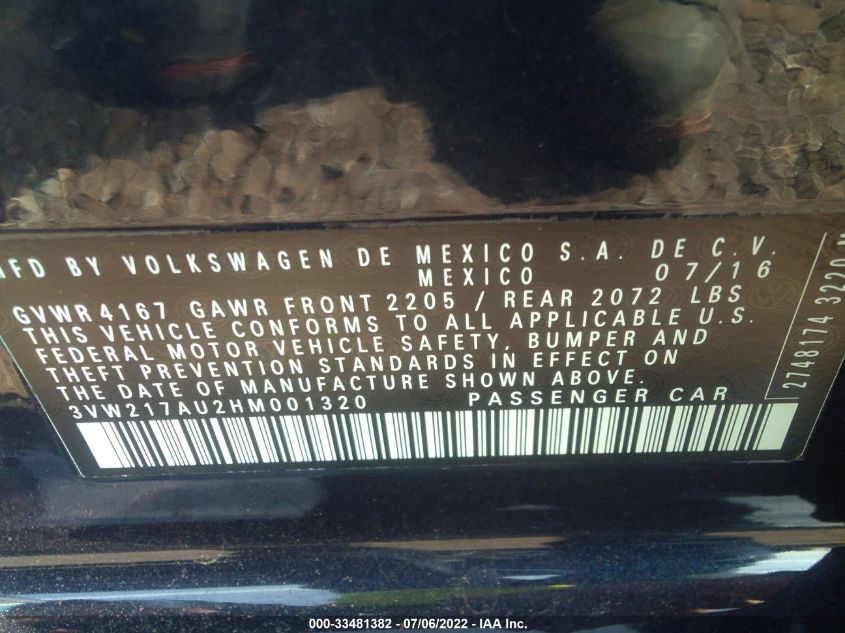 MFD BY VOLKSWAGEN DE MEXICO S.A. DE C.V.
MEXICO 07/16
GVWR 4167 GAWR FRONT 2205 / REAR 2072 LBS
THIS VEHICLE CONFORMS TO ALL APPLICABLE U.S.
FEDERAL MOTOR VEHICLE SAFETY, BUMPER AND
THEFT PREVENTION STANDARDS IN EFFECT ON
THE DATE OF MANUFACTURE SHOWN ABOVE.
3VW217AU2HM001320 PASSENGER CAR
2748174 3220
000-33481382 - 07/06/2022 - IAA Inc.